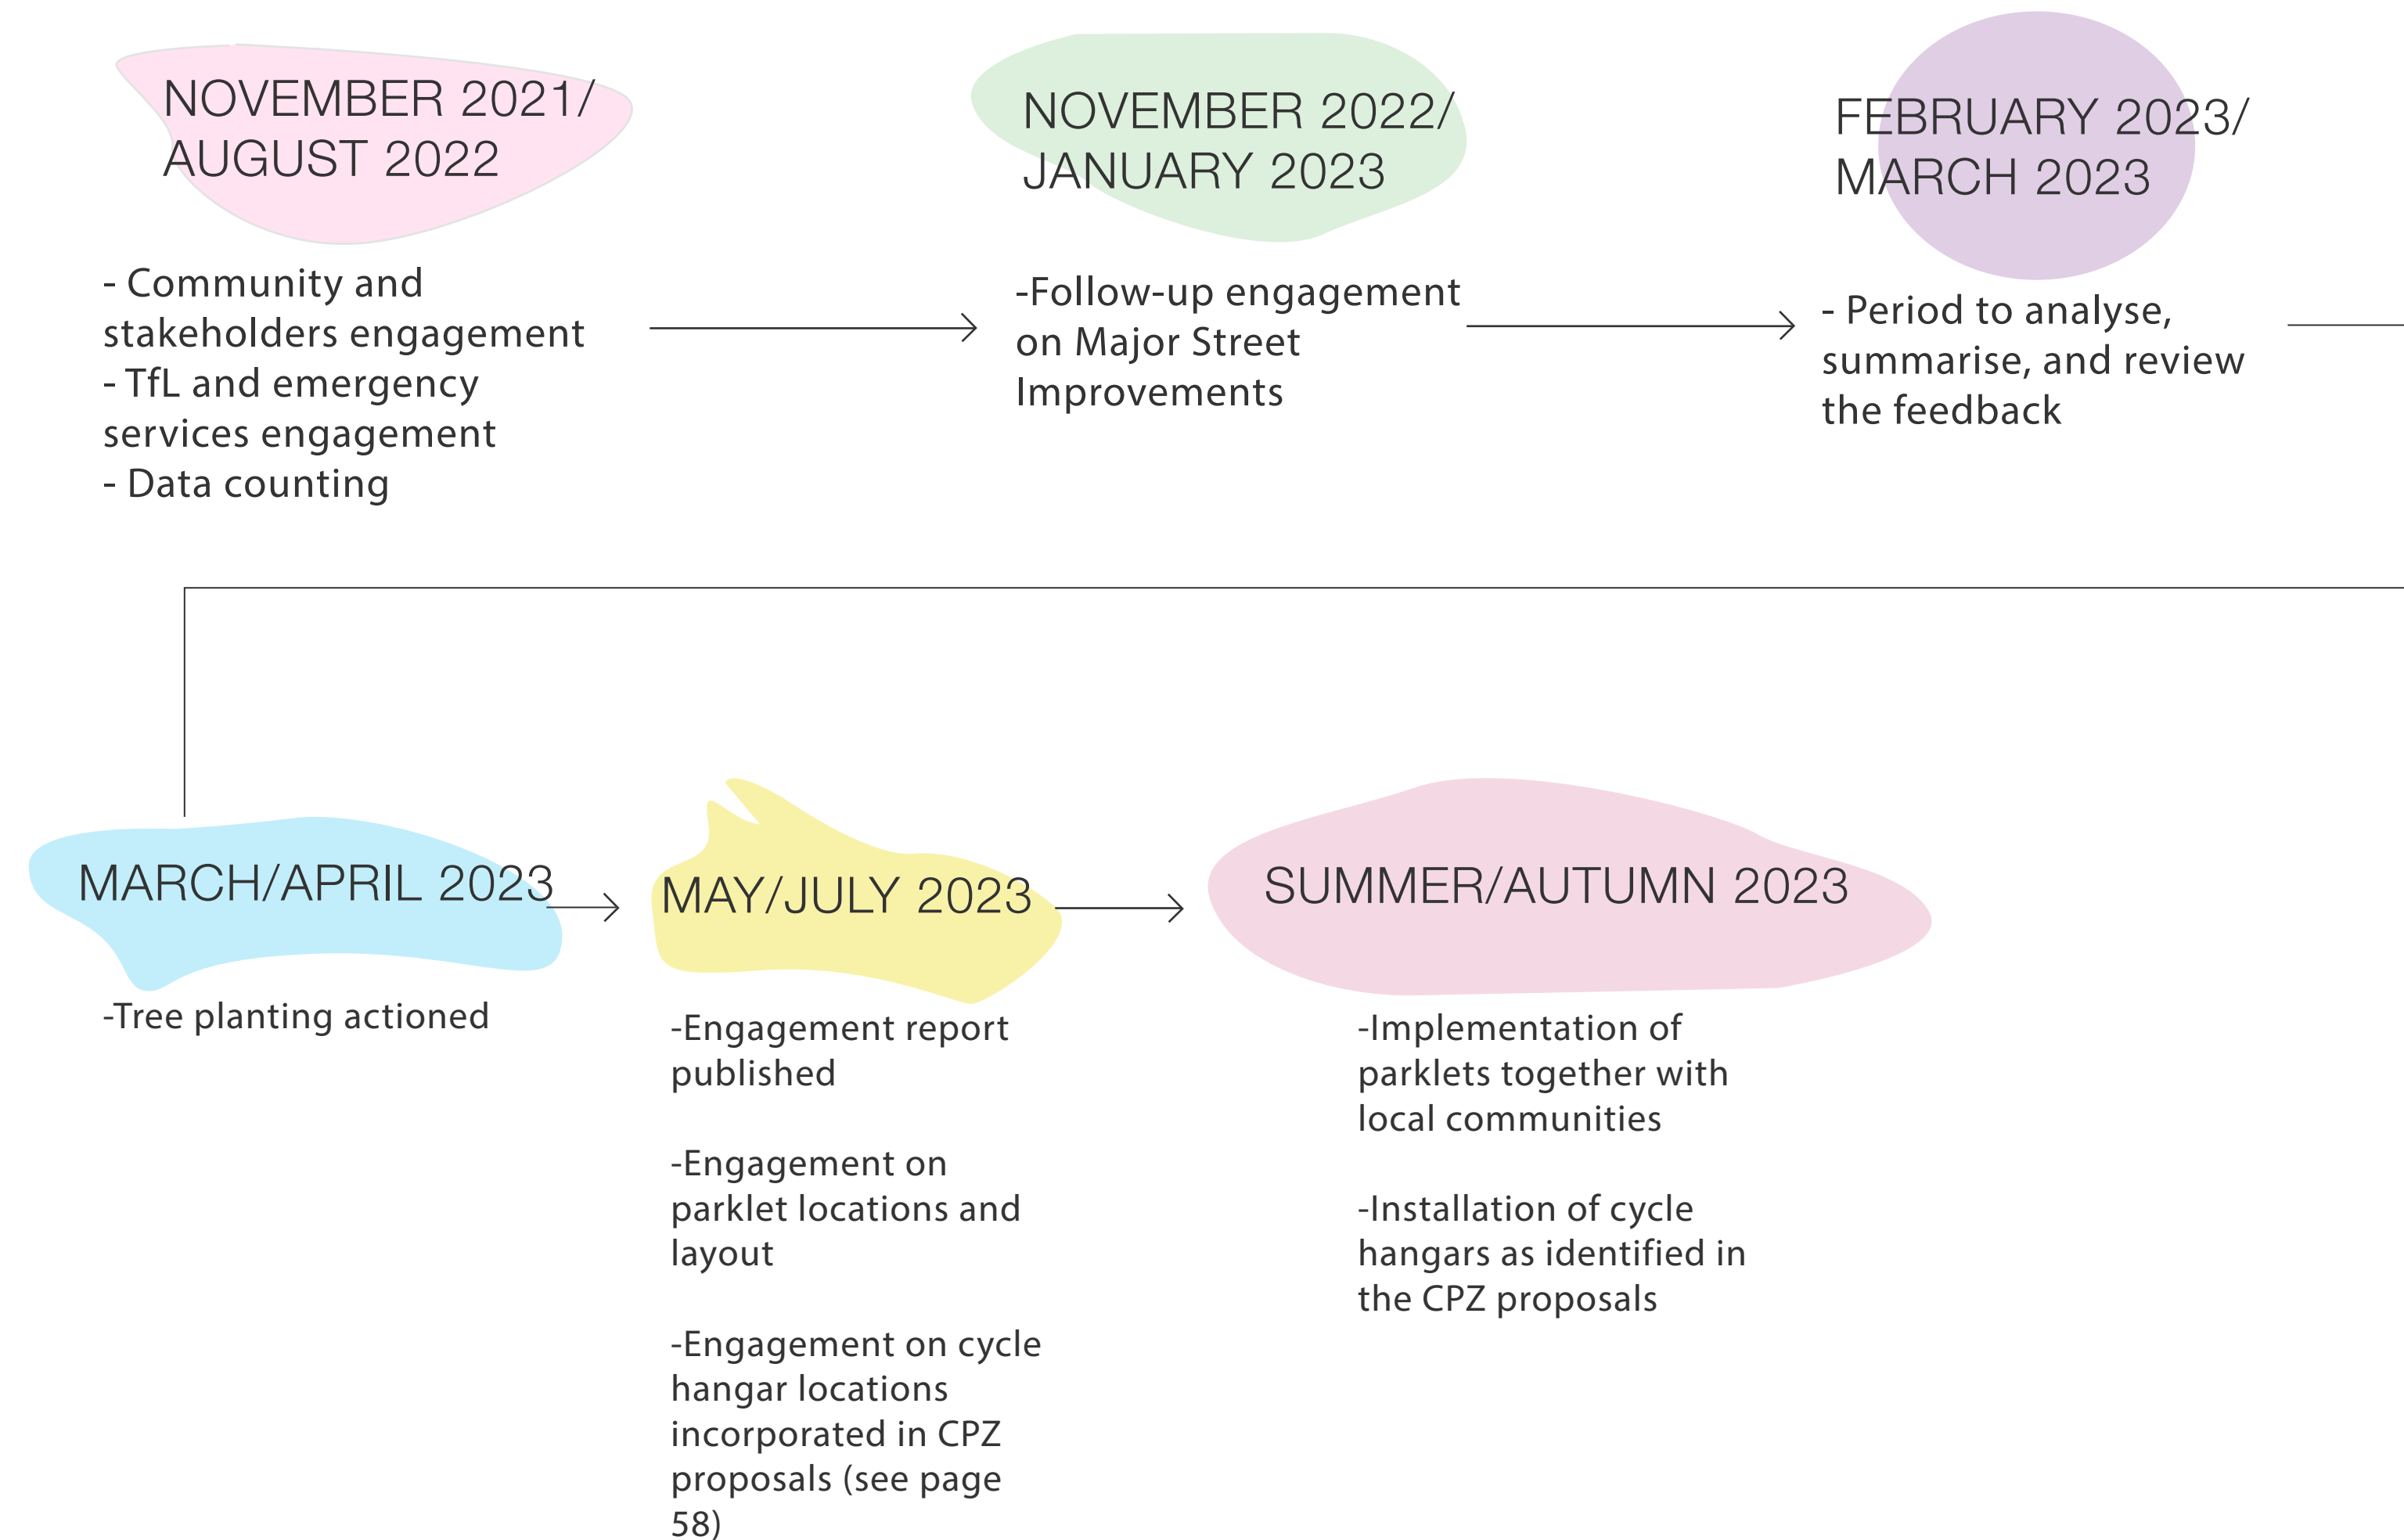 NOVEMBER 2021/
AUGUST 2022
- Community and
stakeholders engagement
- TfL and emergency
services engagement
- Data counting
NOVEMBER 2022/
JANUARY 2023
-Follow-up engagement
on Major Street
Improvements
FEBRUARY 2023/
MARCH 2023
- Period to analyse,
summarise, and review
the feedback
MARCH/APRIL 2023
-Tree planting actioned
MAY/JULY 2023
-Engagement report
published
-Engagement on
parklet locations and
layout
-Engagement on cycle
hangar locations
incorporated in CPZ
proposals (see page
58)
SUMMER/AUTUMN 2023
-Implementation of
parklets together with
local communities
-Installation of cycle
hangars as identified in
the CPZ proposals